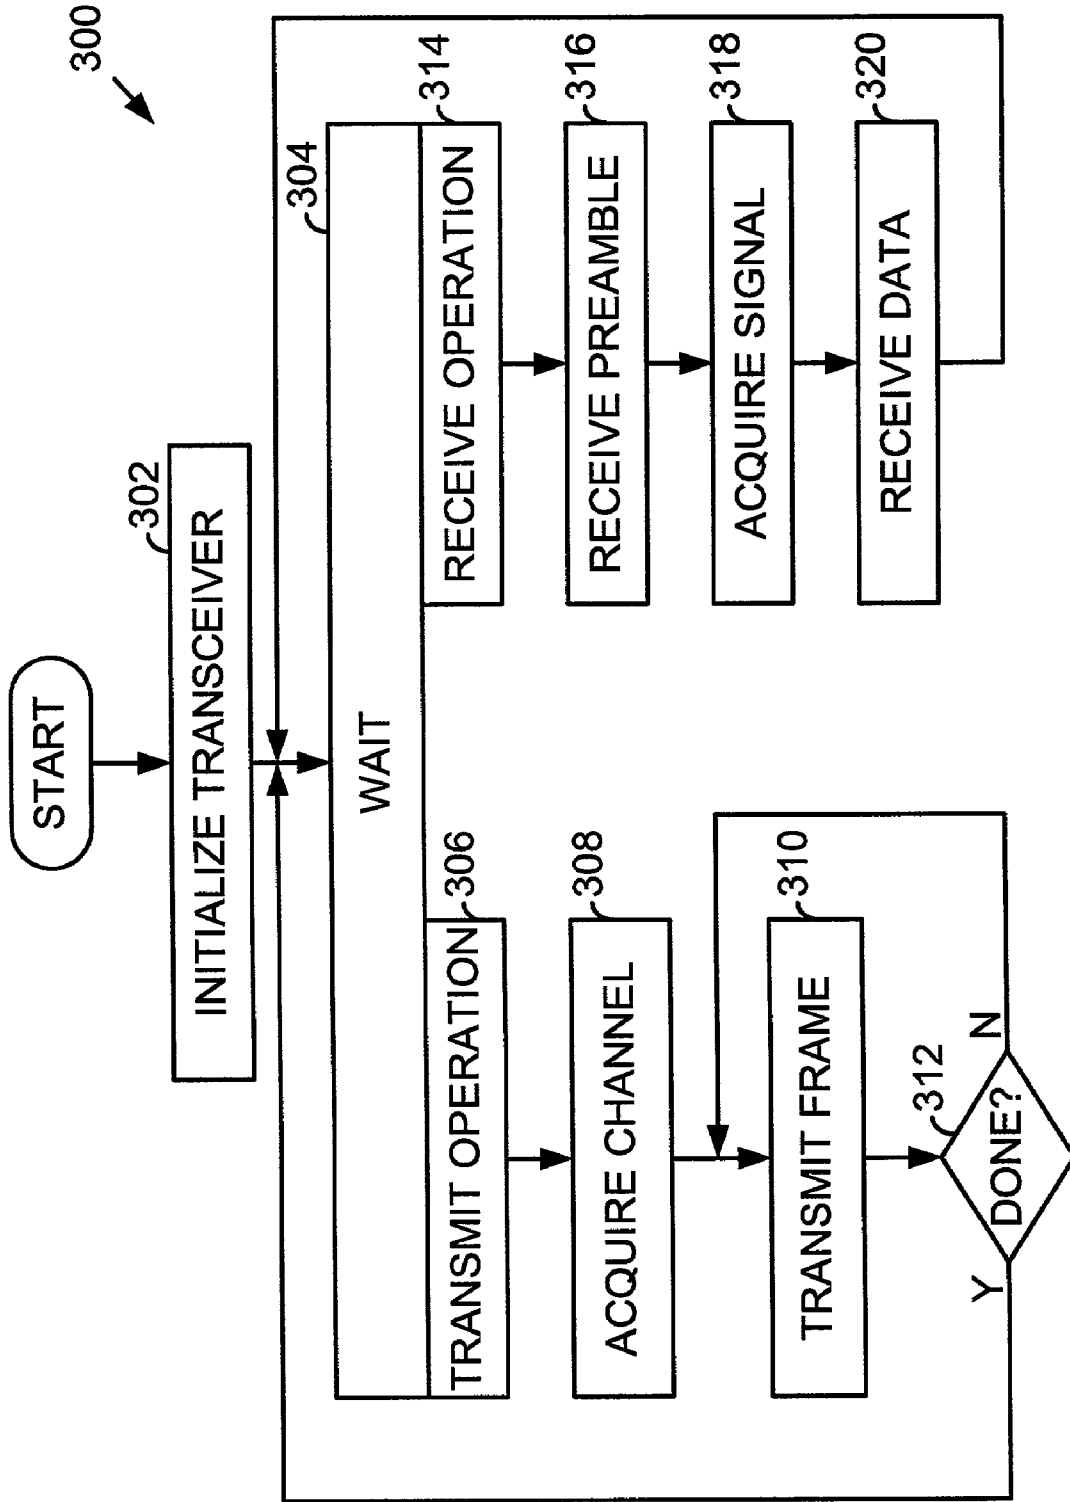 300
START
302
INITIALIZE TRANSCEIVER
304
WAIT
306
TRANSMIT OPERATION
308
ACQUIRE CHANNEL
310
TRANSMIT FRAME
312
DONE?
Y
N
314
RECEIVE OPERATION
316
RECEIVE PREAMBLE
318
ACQUIRE SIGNAL
320
RECEIVE DATA